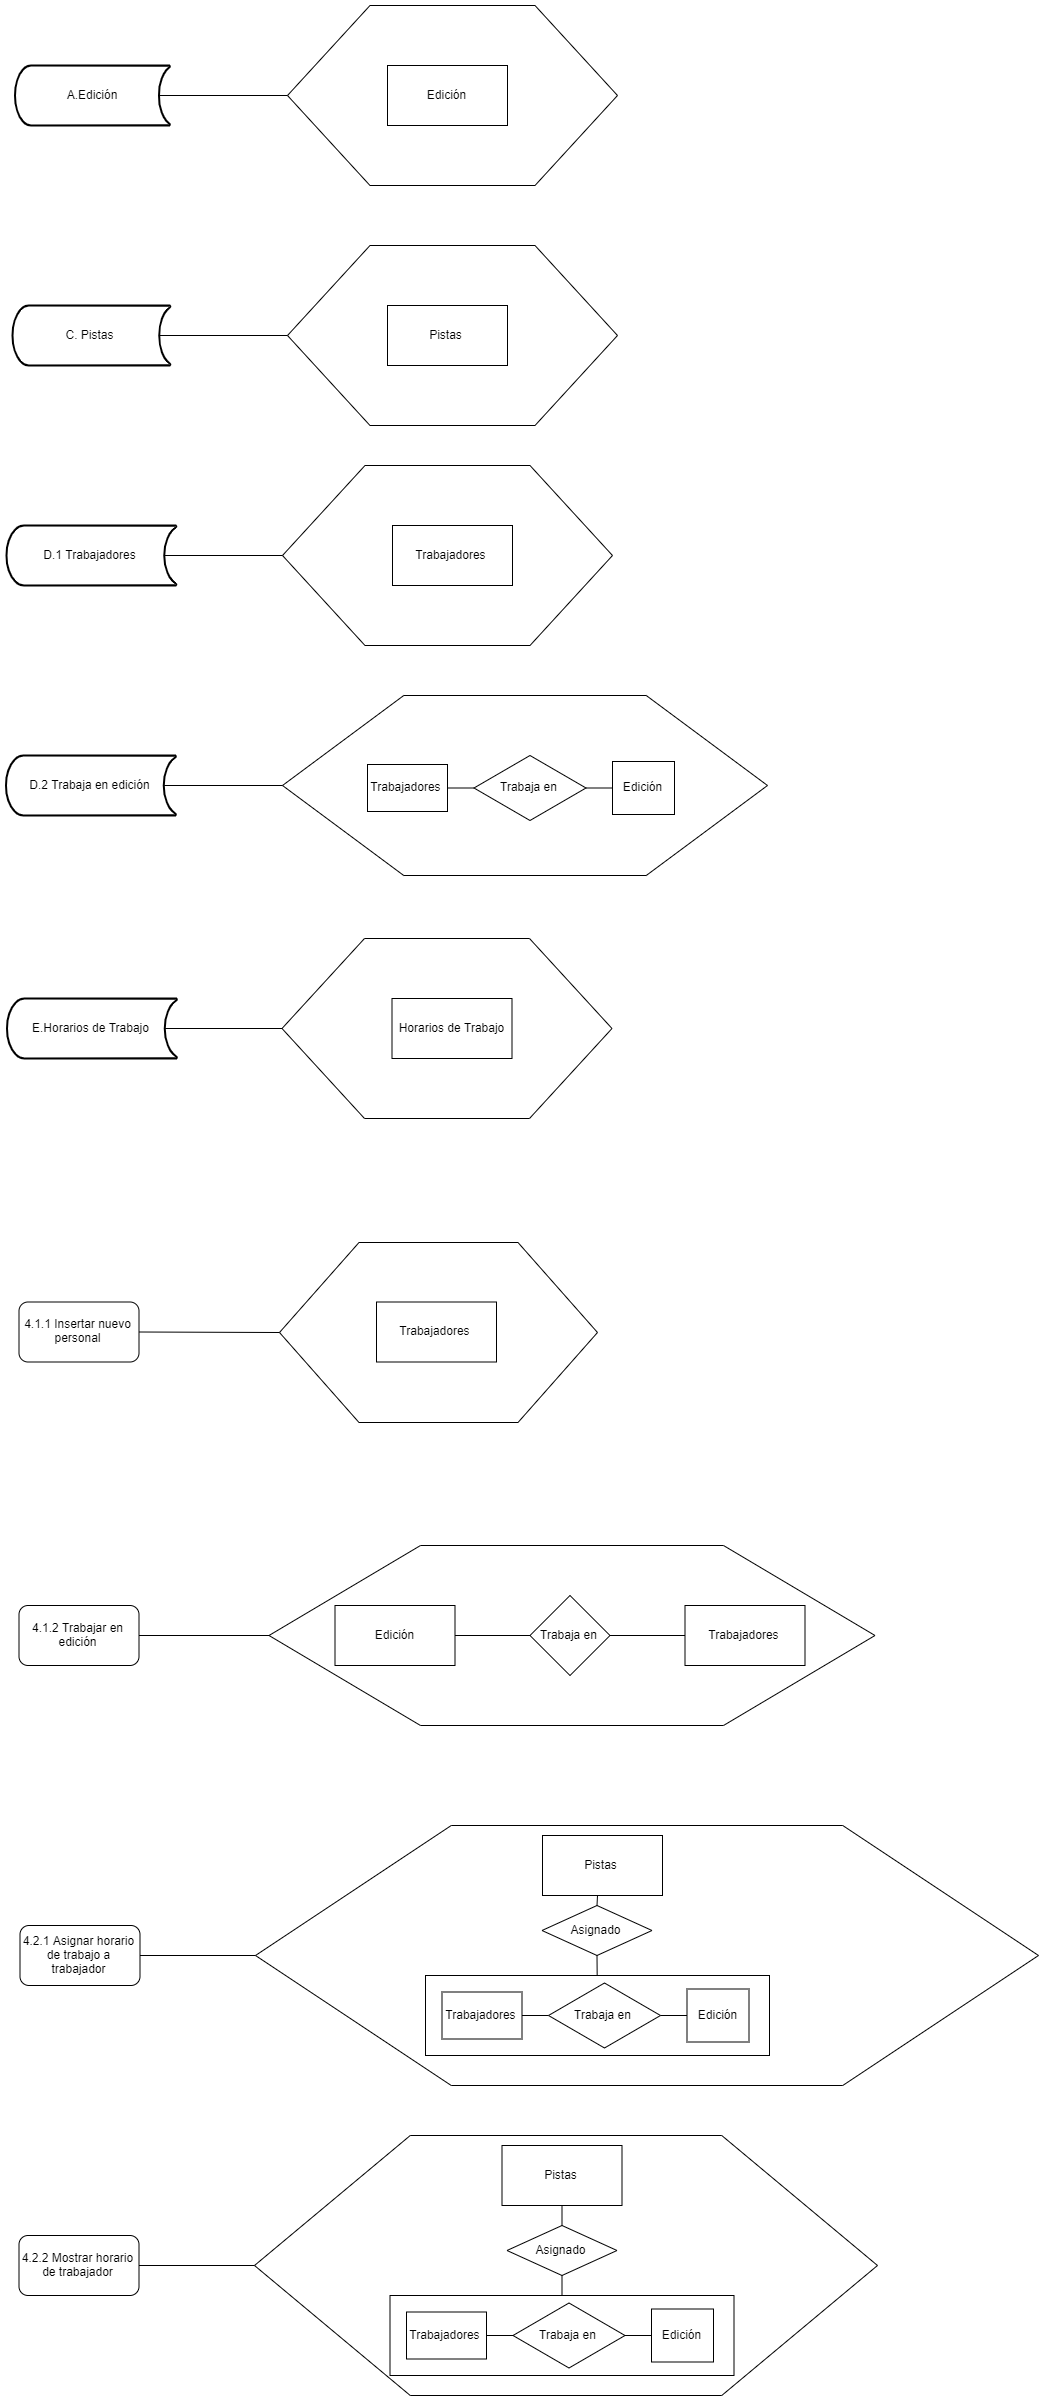 A.Edición
Edición
C. Pistas
Pistas
D.1 Trabajadores
Trabajadores
D.2 Trabaja en edición
Trabajadores
Trabaja en
Edición
E.Horarios de Trabajo
Horarios de Trabajo
4.1.1 Insertar nuevo
personal
Trabajadores
4.1.2 Trabajar en
edición
Edición
Trabaja en
Trabajadores
Pistas
Asignado
4.2.1 Asignar horario
de trabajo a
trabajador
Trabajadores
Trabaja en
Edición
Pistas
Asignado
4.2.2 Mostrar horario
de trabajador
Trabajadores
Trabaja en
Edición